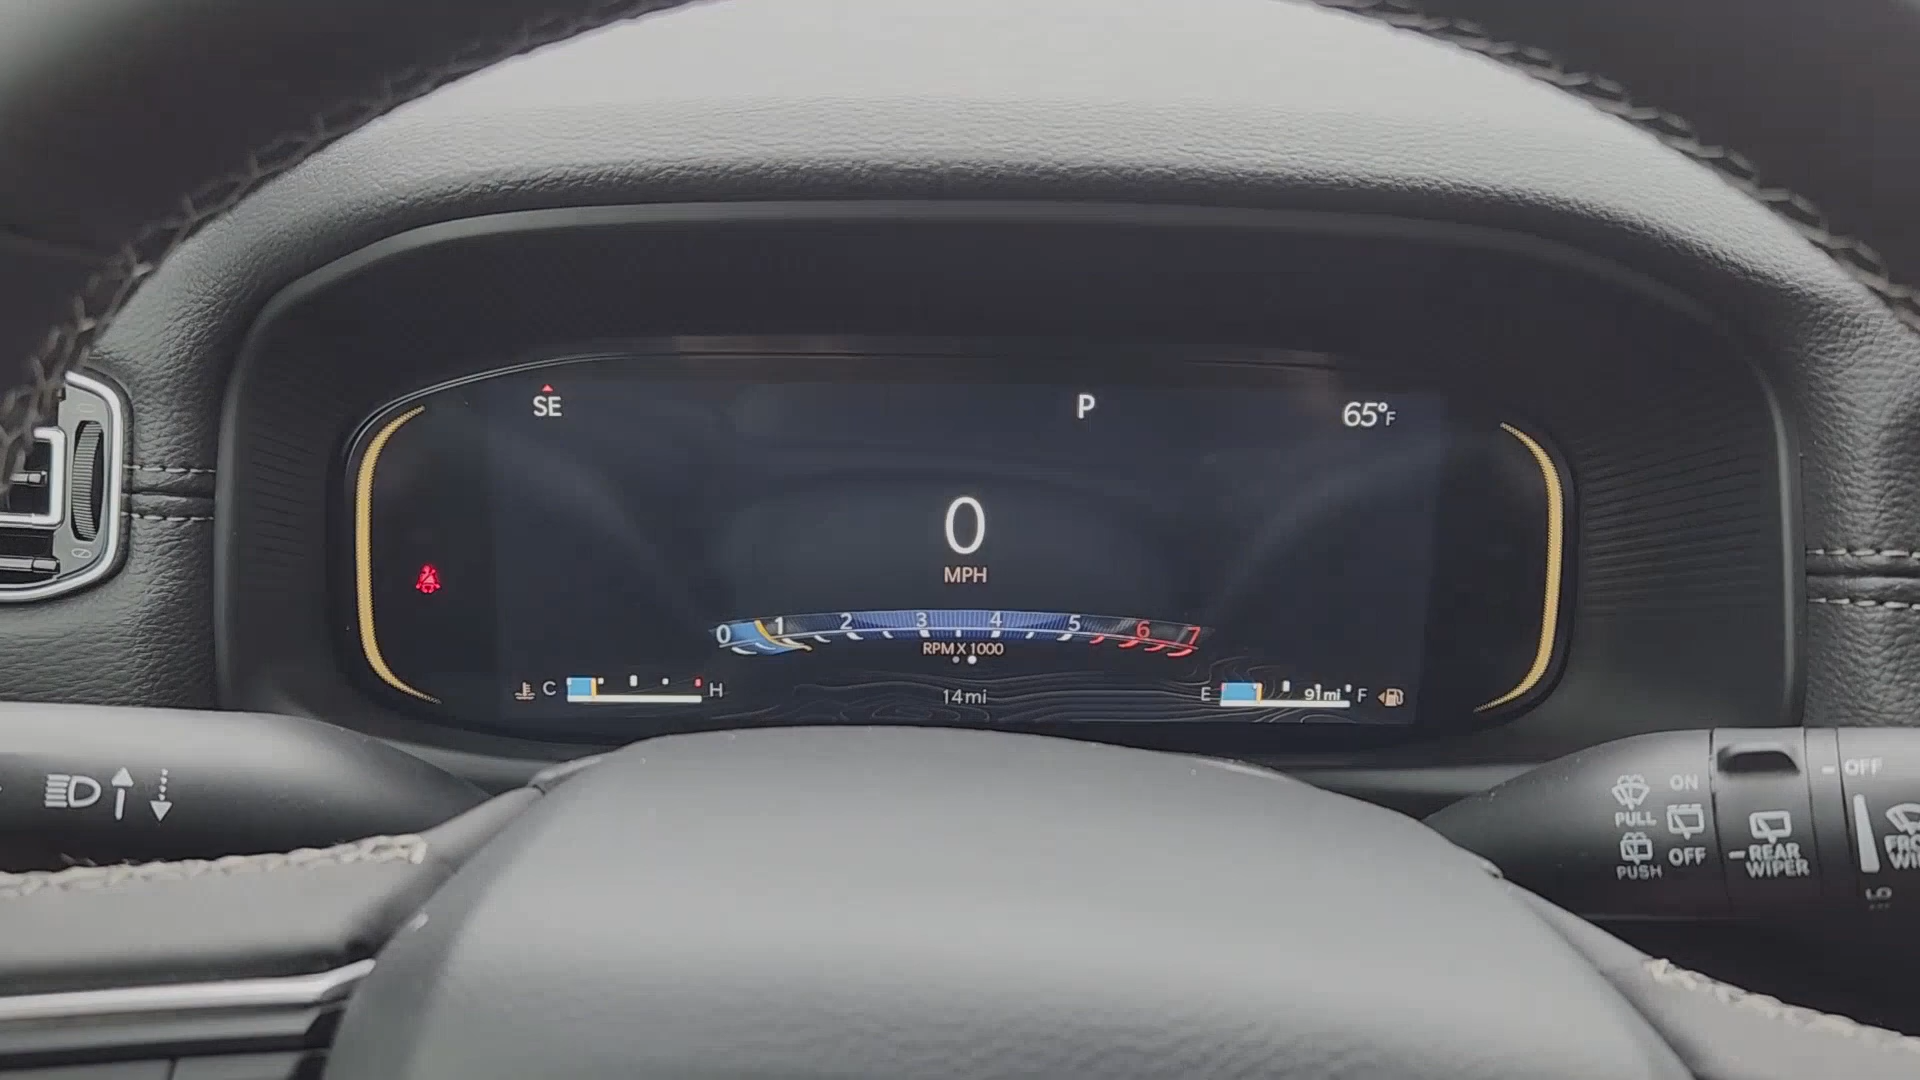 SE
P
65°F
0
MPH
0 1 2 3 4 5 6 7
RPM X 1000
C H
14mi
E 91mi F
ON
PULL
OFF
PUSH
REAR
WIPER
OFF
LO